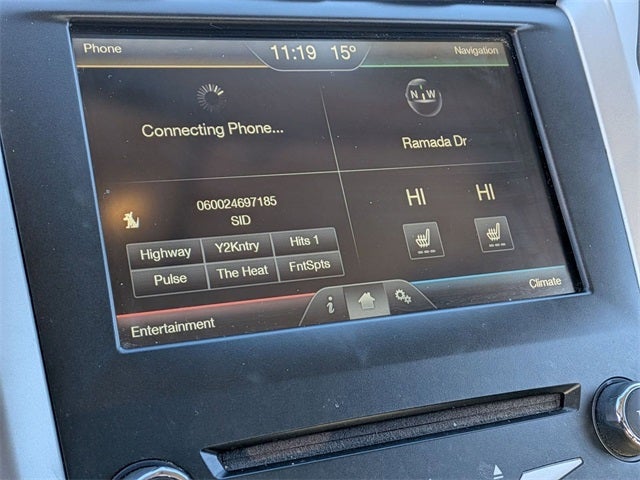 Phone
11:19 15°
Navigation
Connecting Phone...
N W
Ramada Dr
060024697185
SID
Highway Y2Kntry Hits 1
Pulse The Heat FntSpts
HI HI
Entertainment
i
Climate